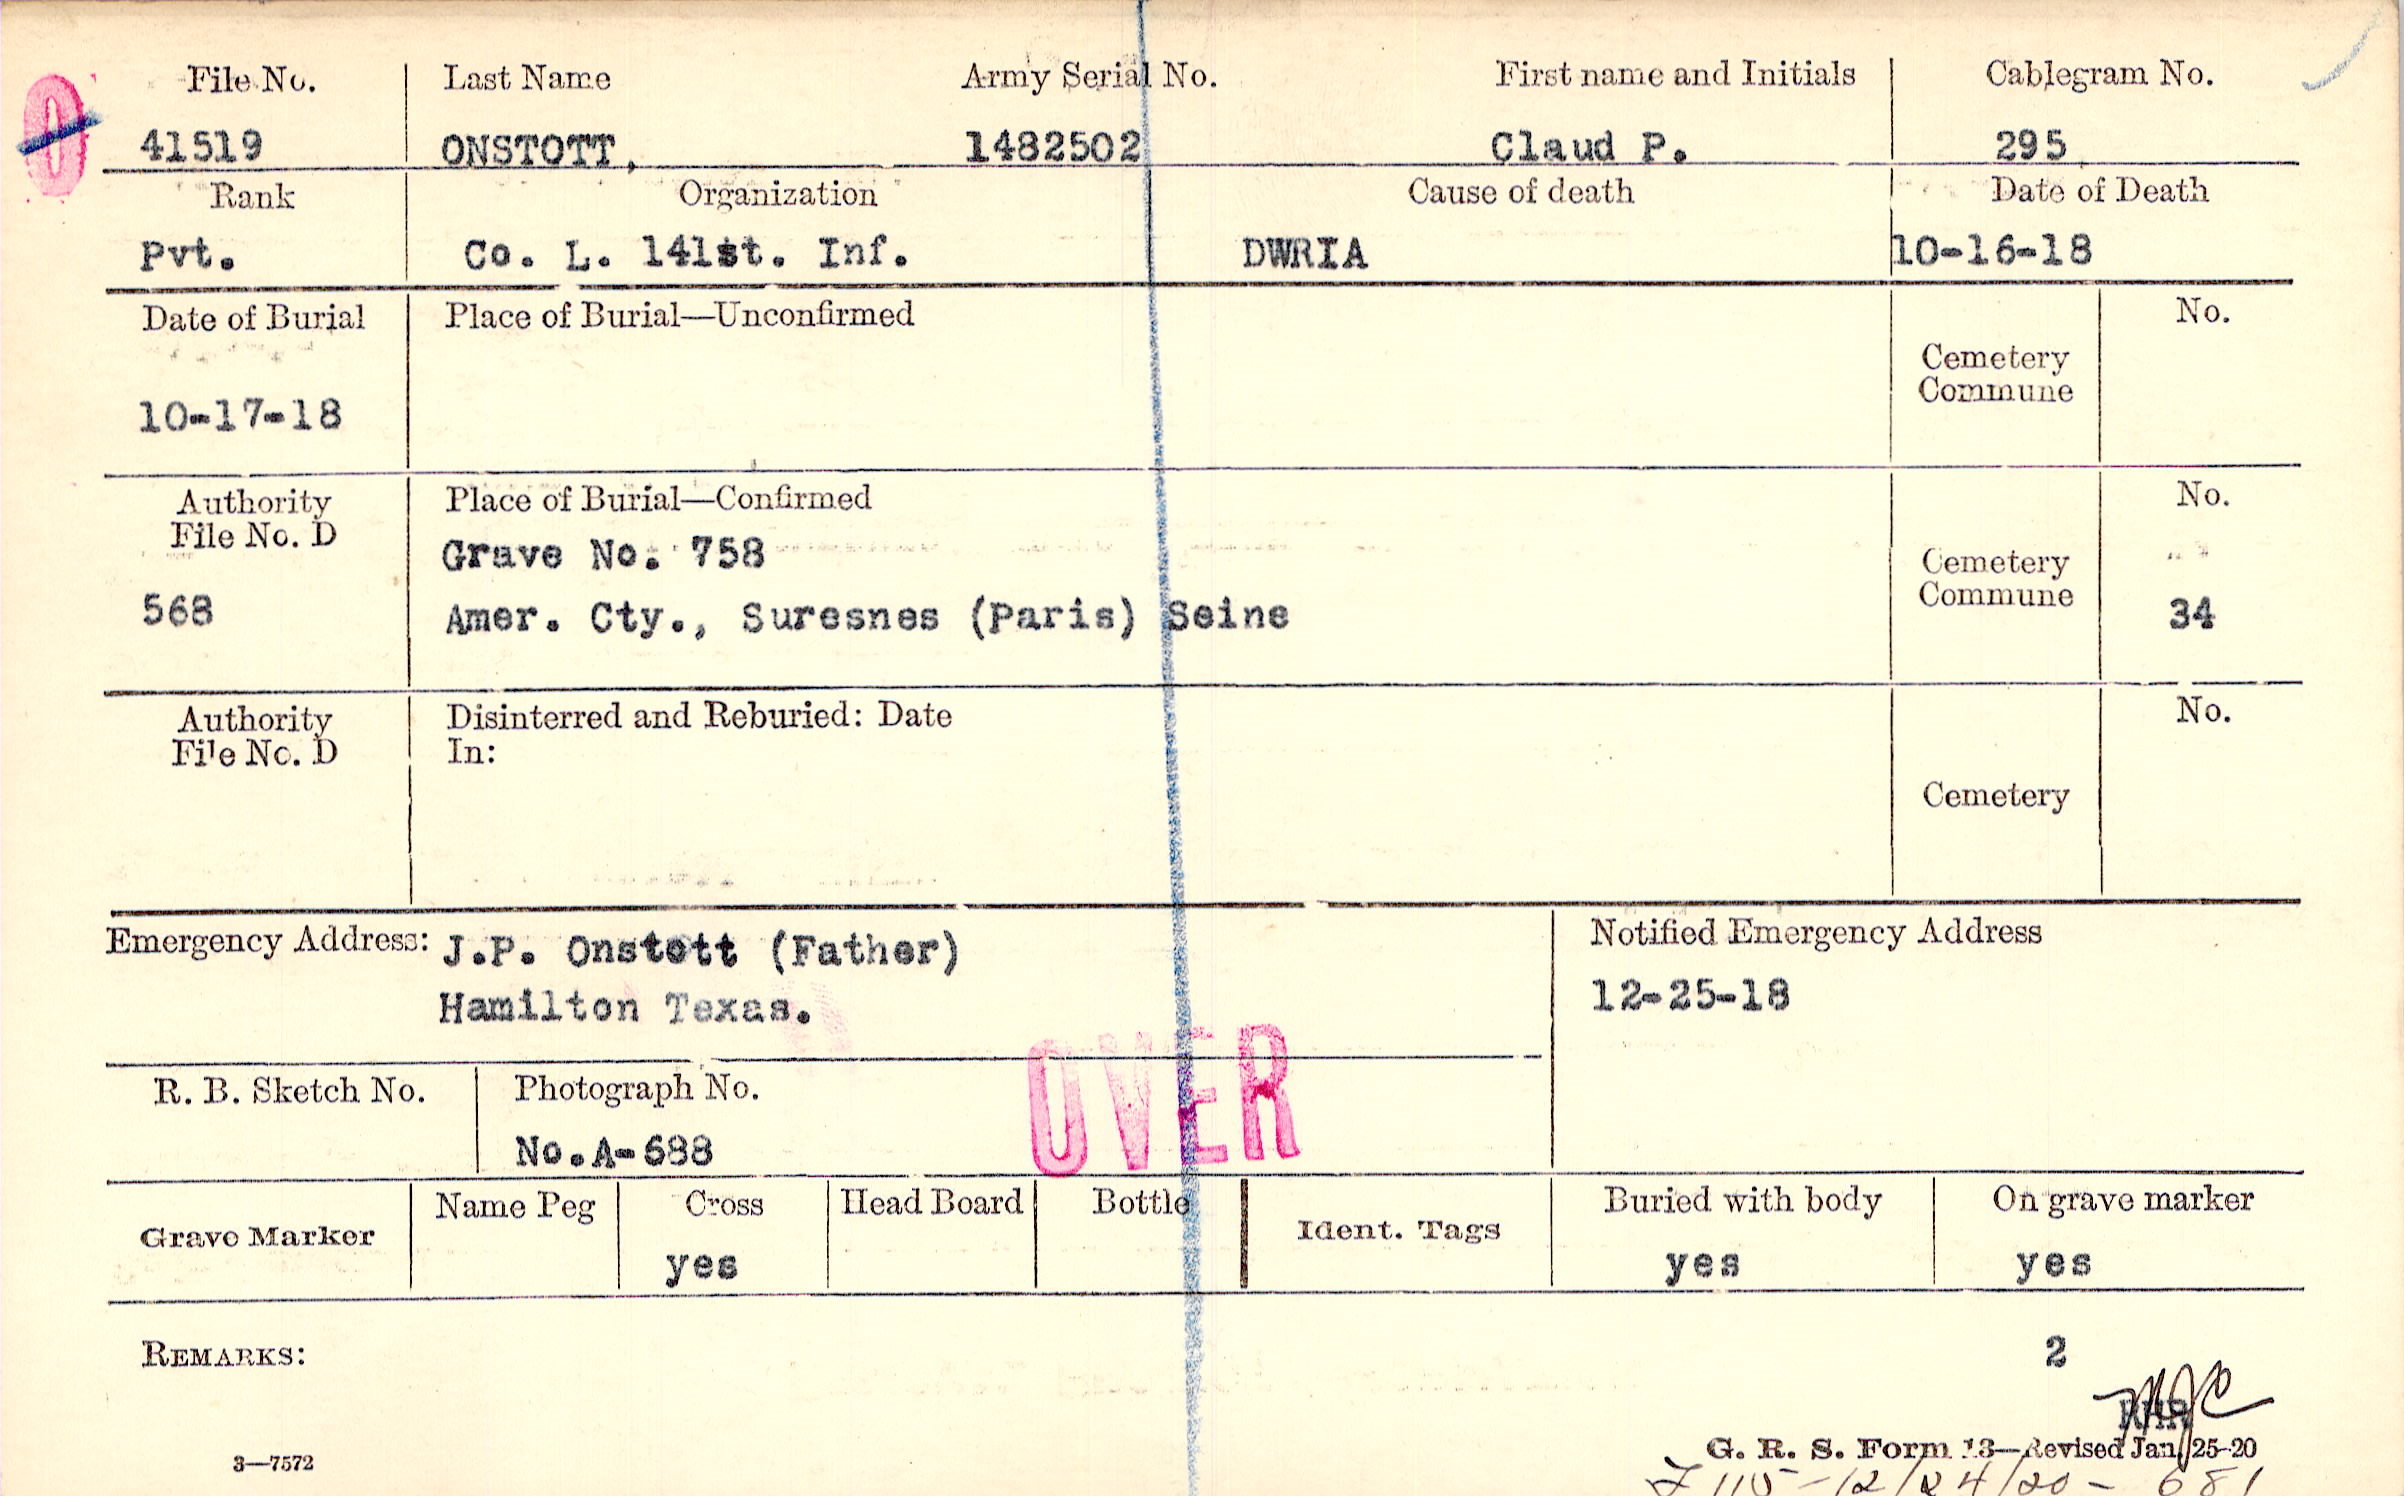 O
File No. Last Name Army Serial No. First name and Initials Cablegram No.
41519 ONSTOTT, 1482502 Claud P. 295
Rank Organization Cause of death Date of Death
Pvt. Co. L. 141st. Inf. DWRIA 10-16-18
Date of Burial Place of Burial—Unconfirmed No.
Cemetery
Commune
10-17-18
Authority Place of Burial—Confirmed No.
File No. D
Grave No. 758 Cemetery
Commune
568 Amer. Cty., Suresnes (Paris) Seine 34
Authority Disinterred and Reburied: Date No.
File No. D In:
Cemetery
Emergency Address: J.P. Onstott (Father) Notified Emergency Address
Hamilton Texas. 12-25-18
OVER
R. B. Sketch No. Photograph No.
No.A-688
Grave Marker Name Peg Cross Head Board Bottle Ident. Tags Buried with body On grave marker
yes yes yes
REMARKS: 2
3—7572 G. R. S. Form 13—Revised Jan. 25-20
12/24/20 - 681